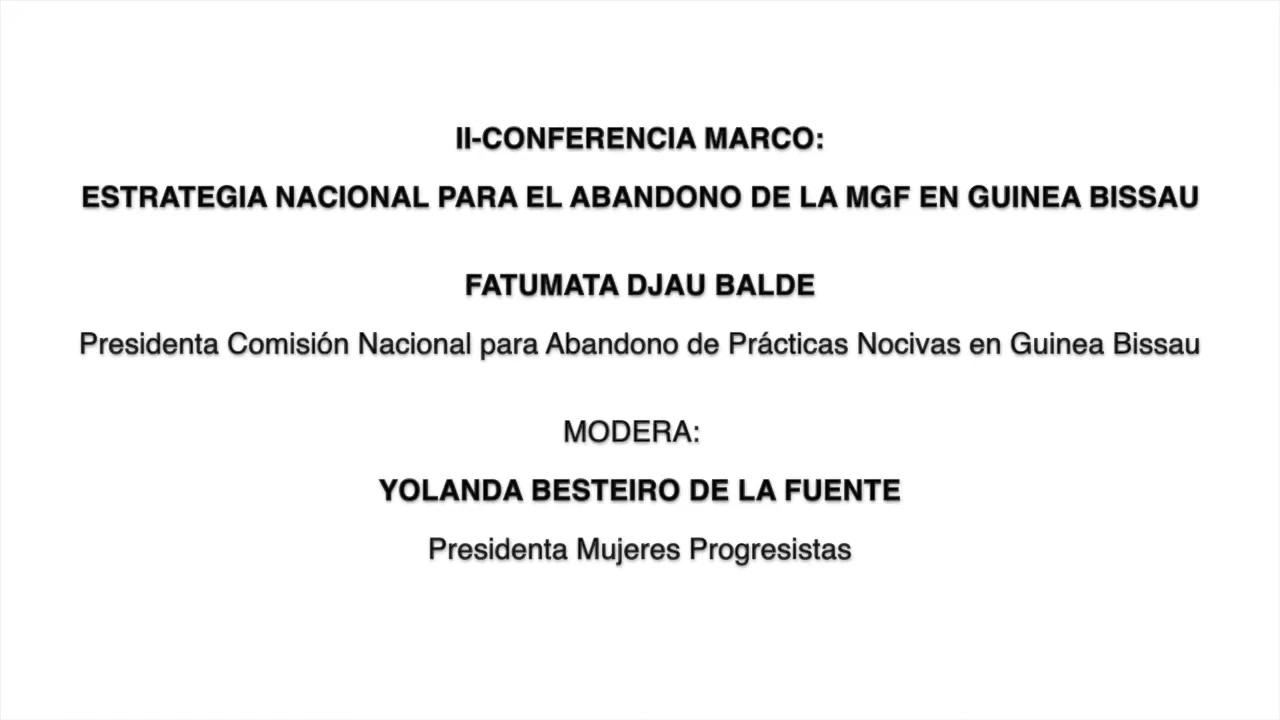 II-CONFERENCIA MARCO:
ESTRATEGIA NACIONAL PARA EL ABANDONO DE LA MGF EN GUINEA BISSAU
FATUMATA DJAU BALDE
Presidenta Comisión Nacional para Abandono de Prácticas Nocivas en Guinea Bissau
MODERA:
YOLANDA BESTEIRO DE LA FUENTE
Presidenta Mujeres Progresistas